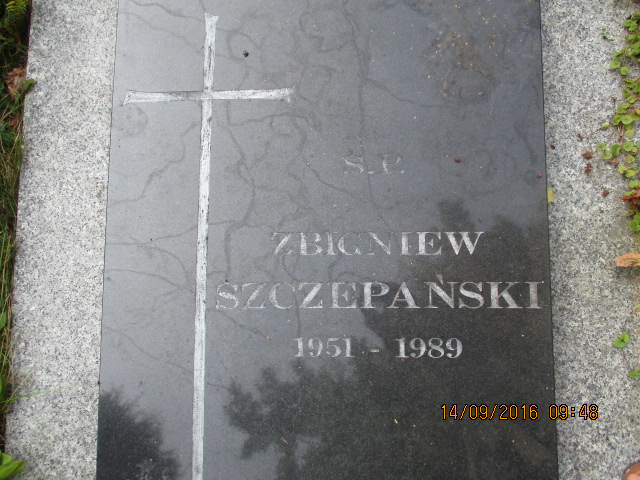 S.P.
ZBIGNIEW
SZCZEPAŃSKI
1951 - 1989
14/09/2016 09:48